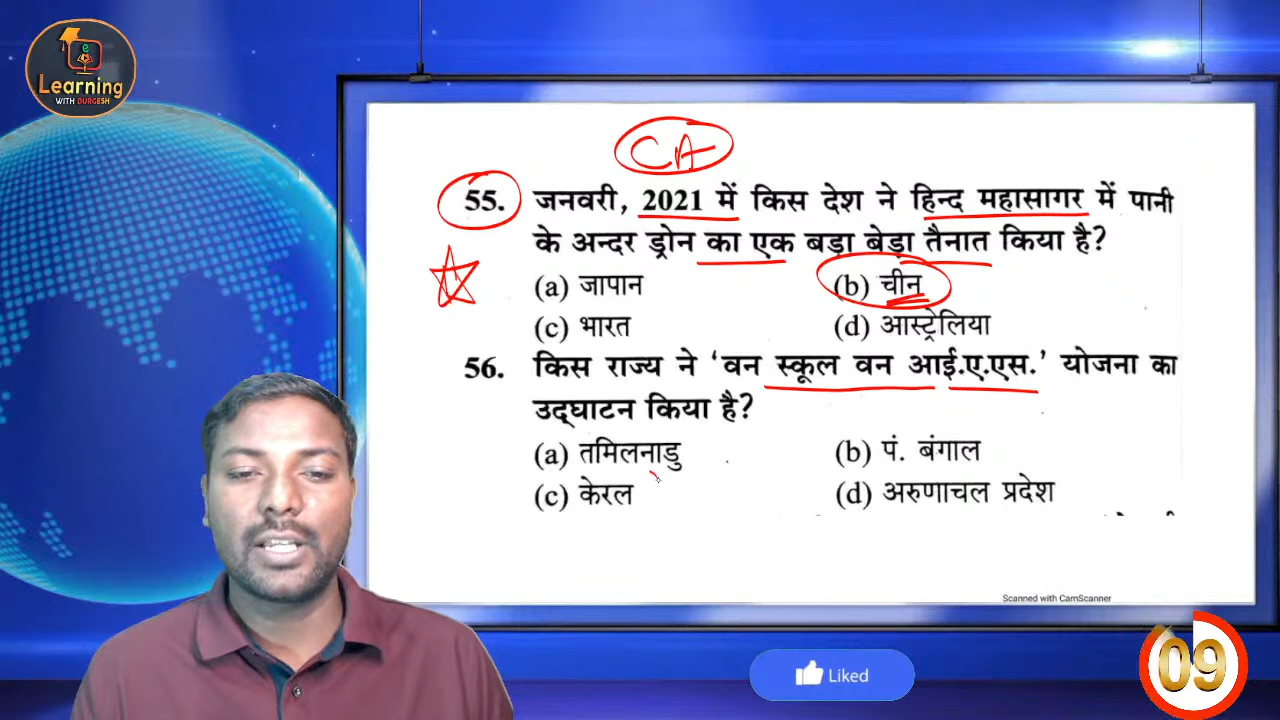 e
Learning
WITH DURGESH
CA
55. जनवरी, 2021 में किस देश ने हिन्द महासागर में पानी
के अन्दर ड्रोन का एक बड़ा बेड़ा तैनात किया है?
(a) जापान (b) चीन
(c) भारत (d) आस्ट्रेलिया
56. किस राज्य ने ‘वन स्कूल वन आई.ए.एस.’ योजना का
उद्घाटन किया है?
(a) तमिलनाडु (b) पं. बंगाल
(c) केरल (d) अरुणाचल प्रदेश
Scanned with CamScanner
Liked
09